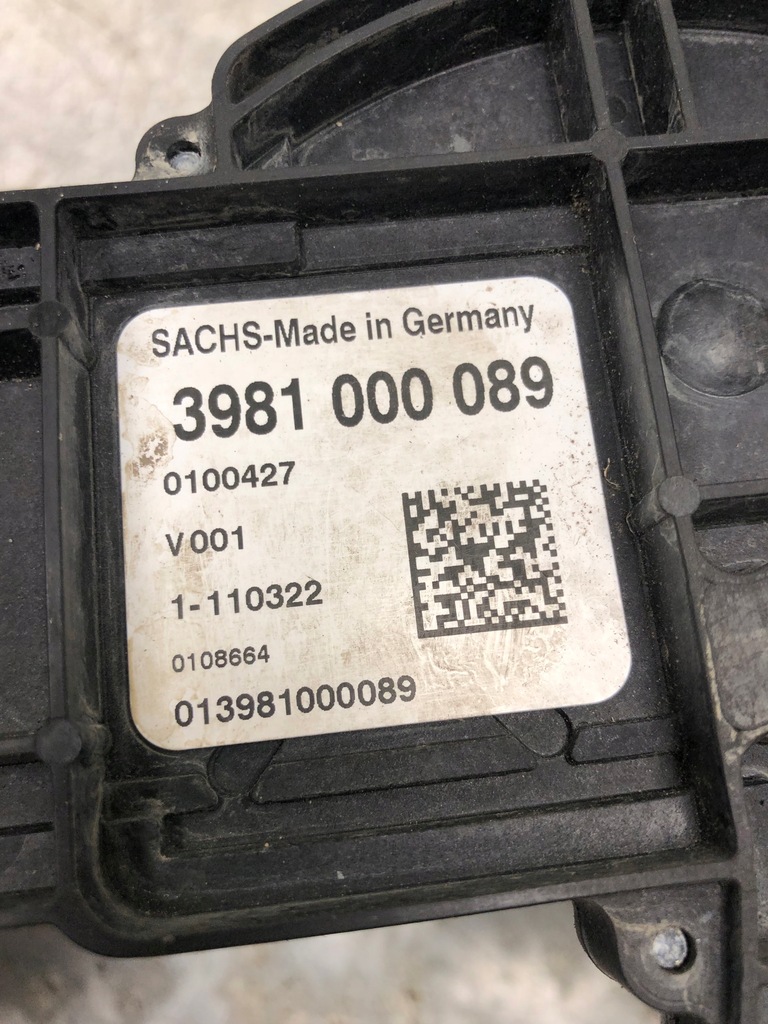 SACHS-Made in Germany
3981 000 089
0100427
V001
1-110322
0108664
013981000089